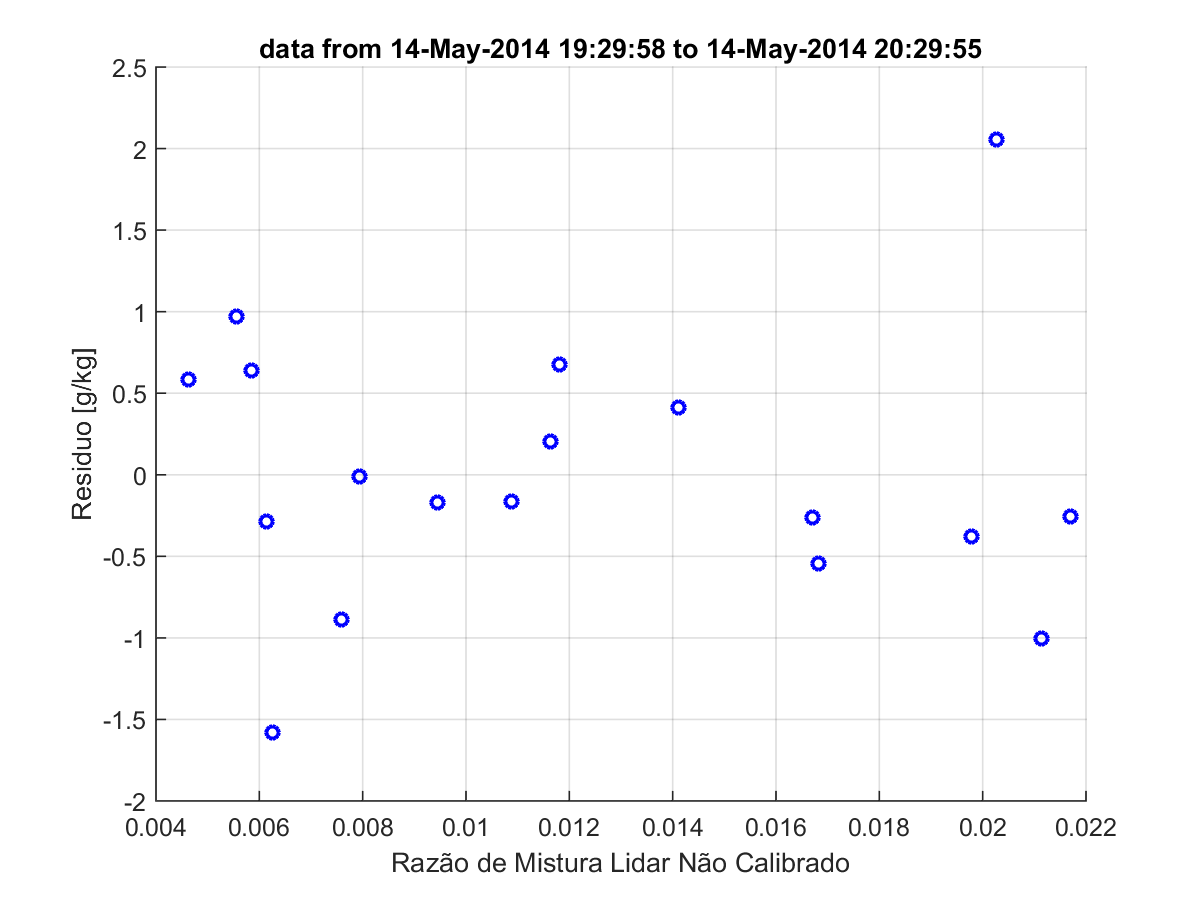 data from 14-May-2014 19:29:58 to 14-May-2014 20:29:55
2.5
2
1.5
1
0.5
0
-0.5
-1
-1.5
-2
Residuo [g/kg]
0.004 0.006 0.008 0.01 0.012 0.014 0.016 0.018 0.02 0.022
Razão de Mistura Lidar Não Calibrado